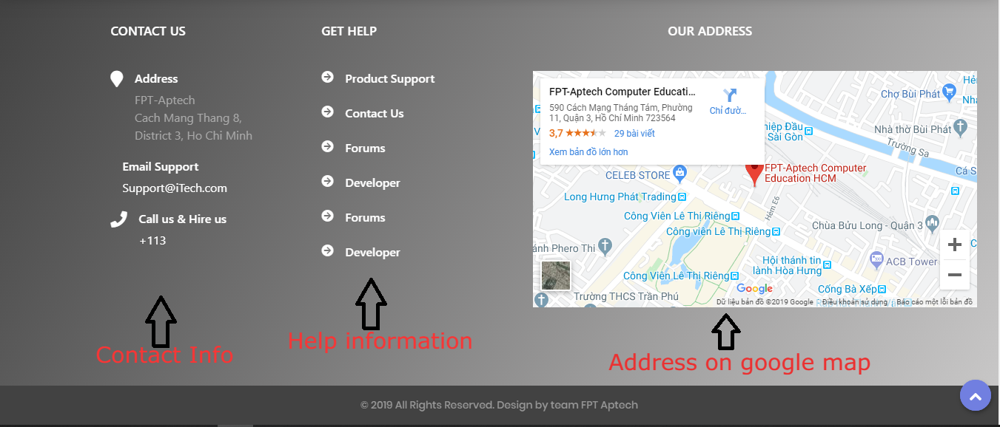 CONTACT US
GET HELP
OUR ADDRESS
Address
FPT-Aptech
Cach Mang Thang 8,
District 3, Ho Chi Minh
Email Support
Support@iTech.com
Call us & Hire us
+113
Contact Info
Product Support
Contact Us
Forums
Developer
Forums
Developer
Help information
FPT-Aptech Computer Educati...
590 Cách Mạng Tháng Tám, Phường
11, Quận 3, Hồ Chí Minh 723564
3,7
29 bài viết
Xem bản đồ lớn hơn
Chỉ đườ...
Chợ Bùi Phát
Nhà thờ Bùi Phát
Trường Sa
iệp Đầu
Sài Gòn
FPT-Aptech Computer
Education HCM
CELEB STORE
Cá S
Long Hưng Phát Trading
Hẻm E6
Công Viên Lê Thị Riêng
Công viên Lê Thị Riêng
Chùa Bửu Long - Quận 3
ánh Phero Thi
Hội thánh tin
lành Hòa Hưng
ACB Tower
Công Viên Lê Thị Riêng
Cống Bà Xếp
Trường THCS Trần Phú
Google
Dữ liệu bản đồ ©2019 Google
Điều khoản sử dụng
Báo cáo một lỗi bản đồ
Address on google map
© 2019 All Rights Reserved. Design by team FPT Aptech